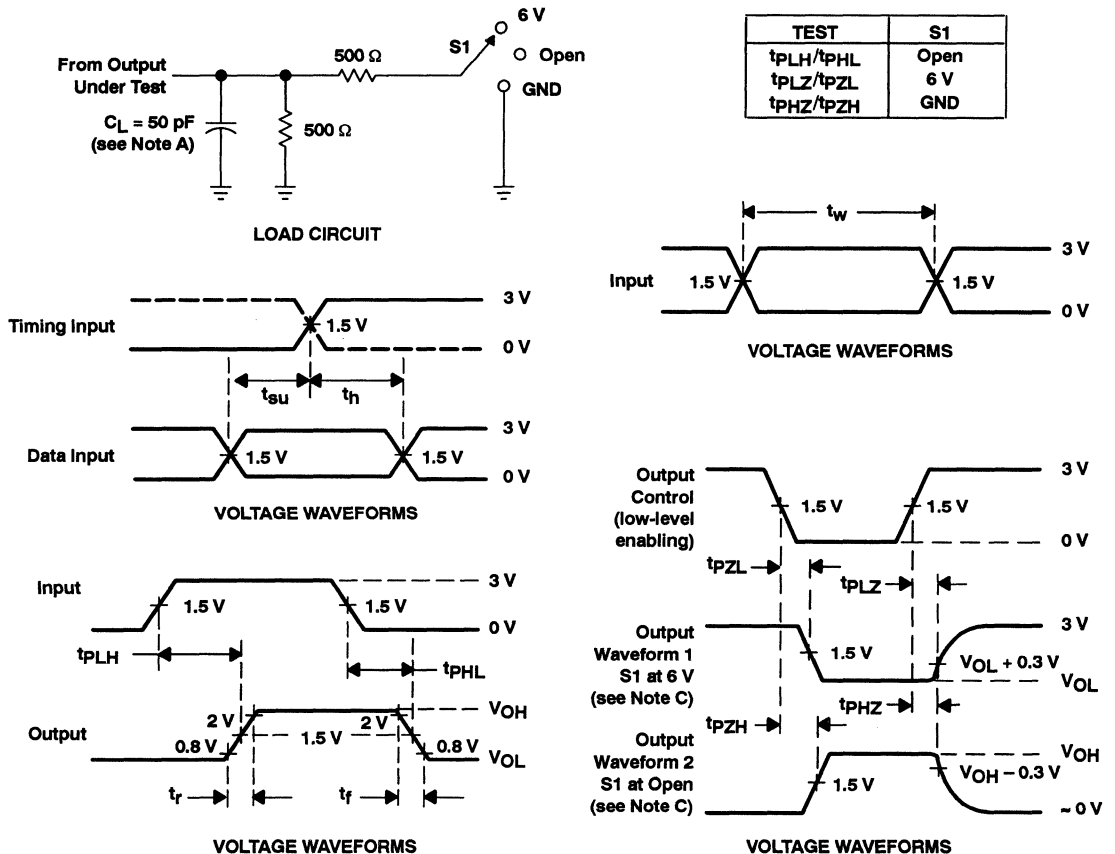 6 V
S1
Open
GND
500 Ω
From Output
Under Test
CL = 50 pF
(see Note A)
500 Ω
LOAD CIRCUIT
TEST S1
tPLH/tPHL Open
tPLZ/tPZL 6 V
tPHZ/tPZH GND
tw
3 V
Input 1.5 V 1.5 V
0 V
VOLTAGE WAVEFORMS
3 V
Timing Input 1.5 V
0 V
tsu th
3 V
Data Input 1.5 V 1.5 V
0 V
VOLTAGE WAVEFORMS
Input 3 V
1.5 V 1.5 V
0 V
tPLH tPHL
VOH
2 V 2 V
Output 1.5 V
0.8 V 0.8 V
VOL
tr tf
VOLTAGE WAVEFORMS
Output
Control
(low-level
enabling)
3 V
1.5 V 1.5 V
0 V
tPZL tPLZ
Output
Waveform 1
S1 at 6 V
(see Note C)
3 V
1.5 V
VOL + 0.3 V
VOL
tPZH tPHZ
Output
Waveform 2
S1 at Open
(see Note C)
VOH
1.5 V
VOH – 0.3 V
~ 0 V
VOLTAGE WAVEFORMS